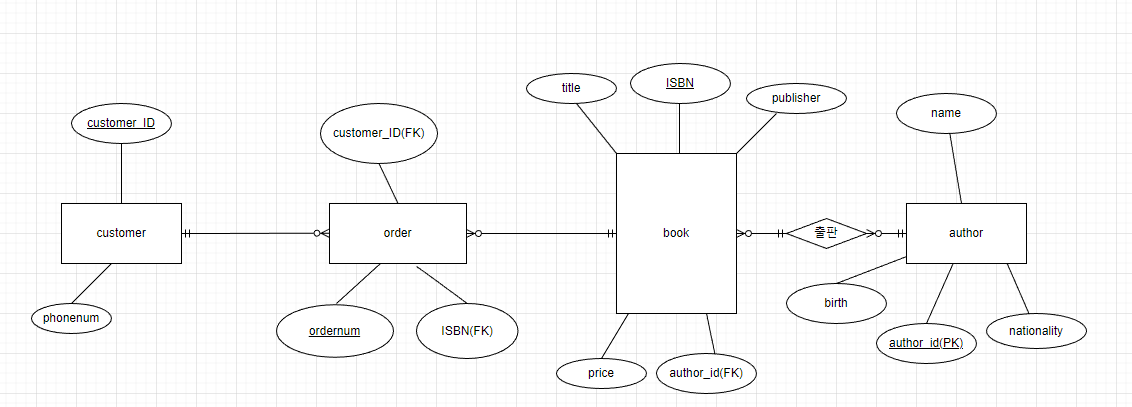 title
ISBN
publisher
customer_ID
customer_ID(FK)
name
customer
order
book
출판
author
phonenum
ordernum
ISBN(FK)
birth
author_id(PK)
nationality
price
author_id(FK)